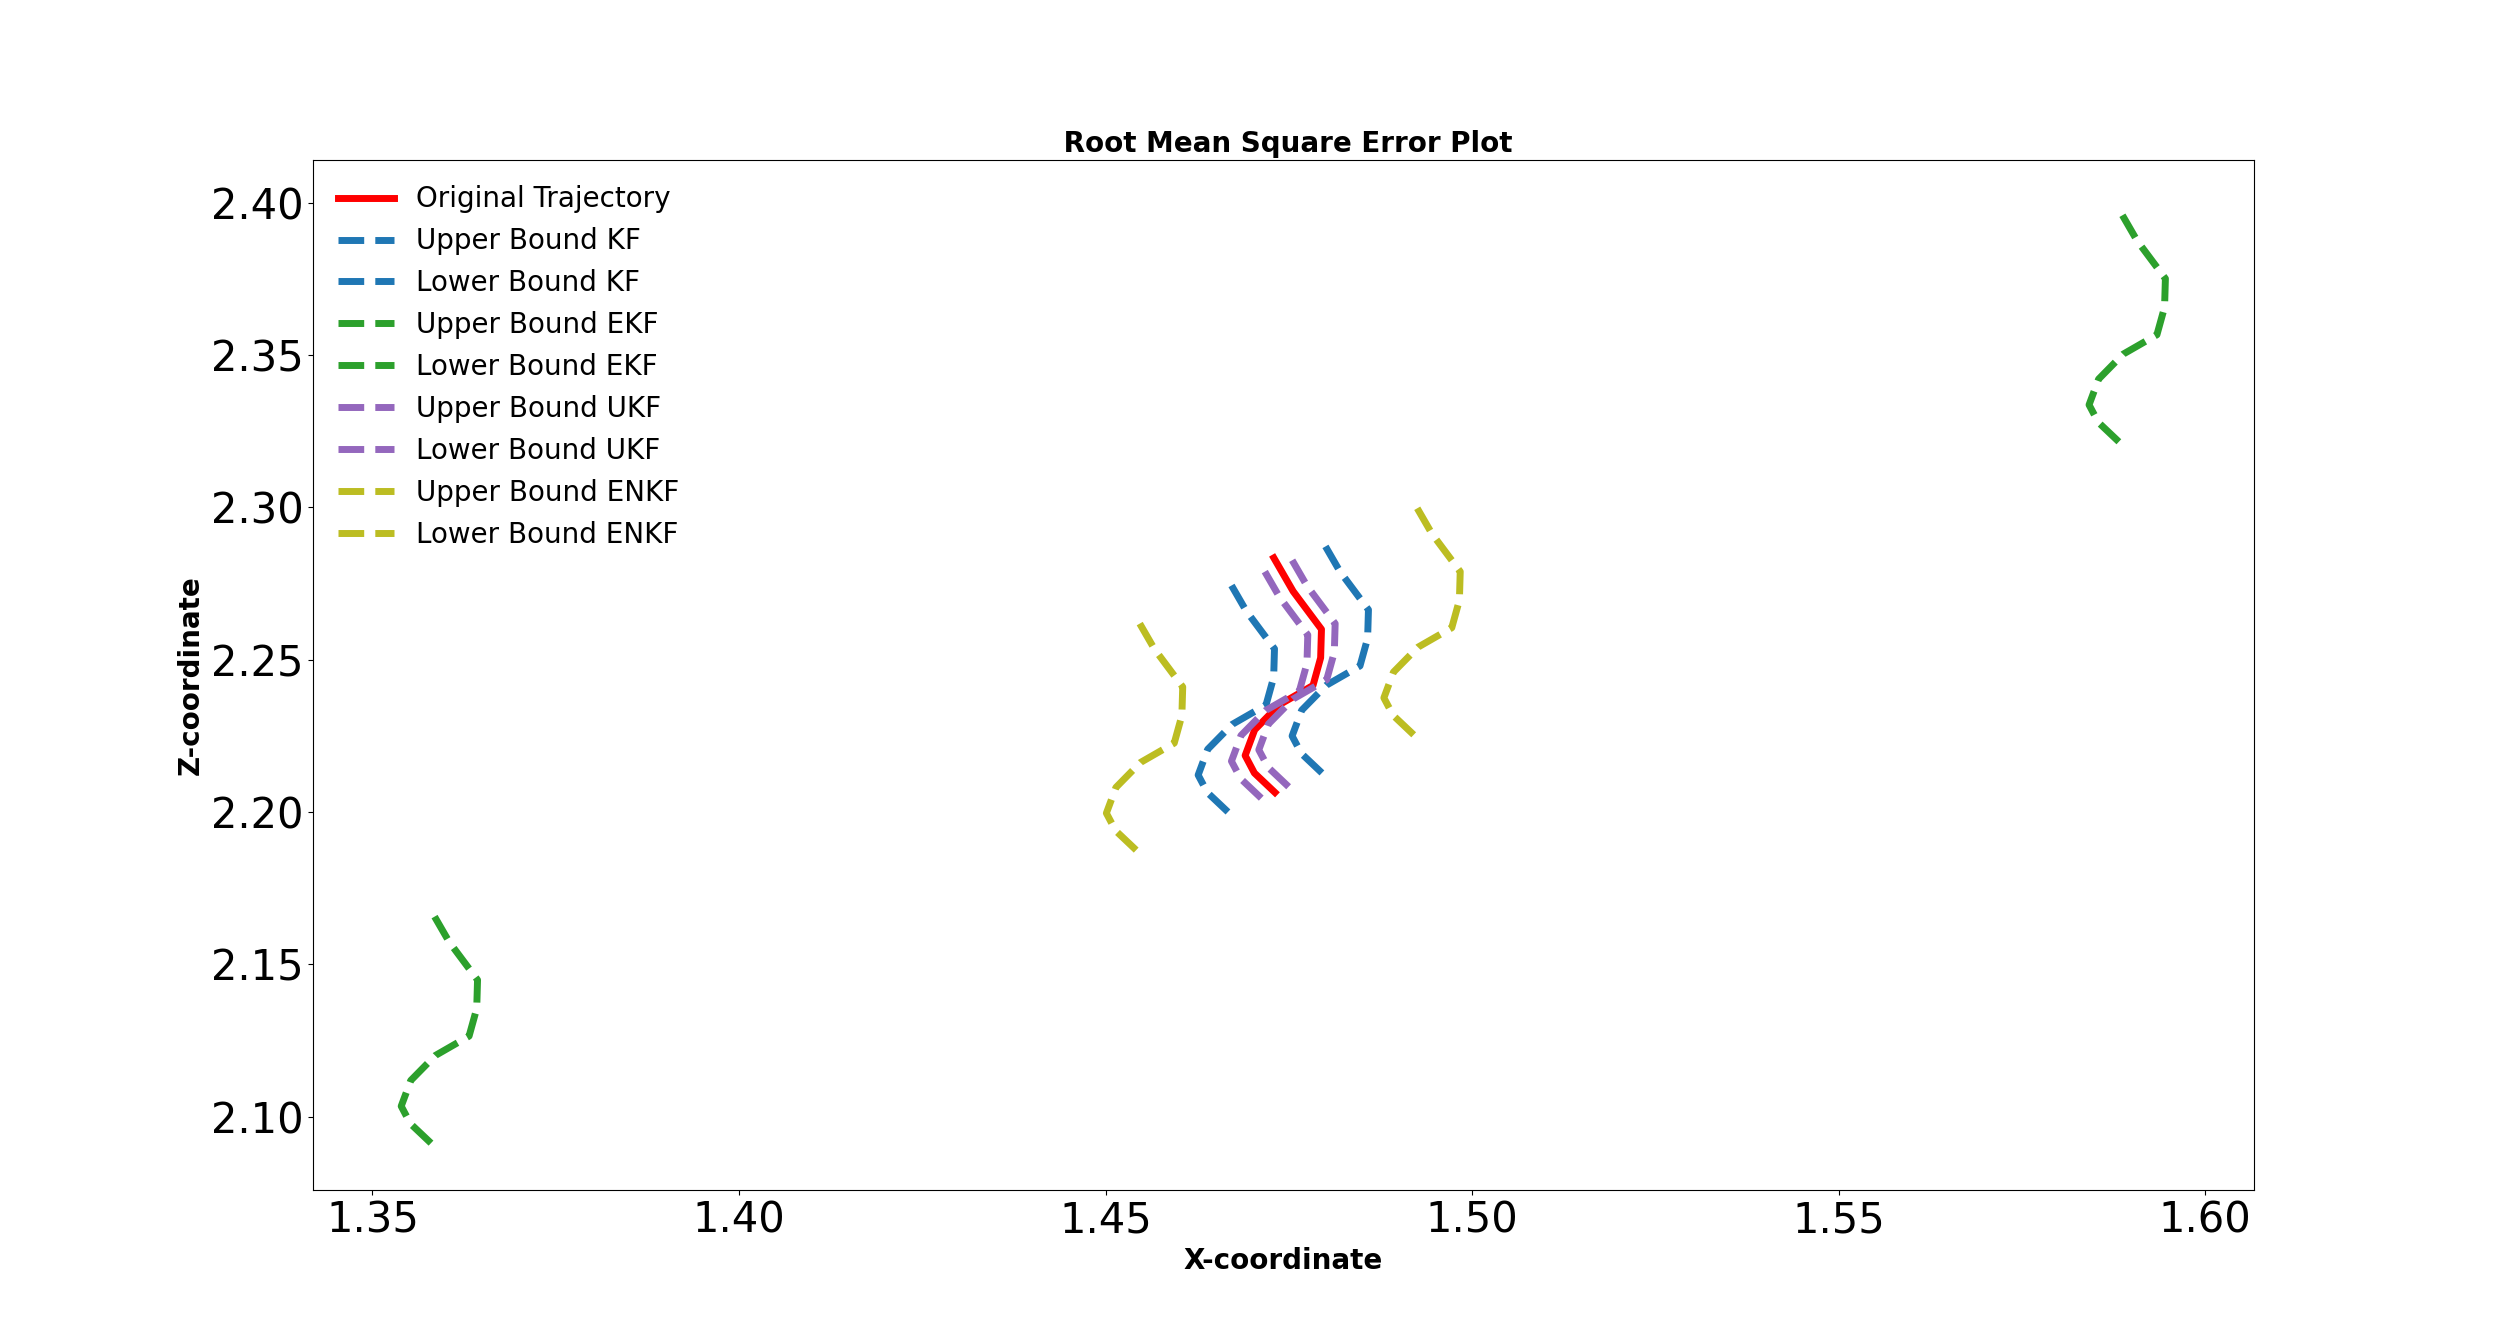 Root Mean Square Error Plot
Original Trajectory
Upper Bound KF
Lower Bound KF
Upper Bound EKF
Lower Bound EKF
Upper Bound UKF
Lower Bound UKF
Upper Bound ENKF
Lower Bound ENKF
2.40
2.35
2.30
2.25
2.20
2.15
2.10
Z-coordinate
1.35 1.40 1.45 1.50 1.55 1.60
X-coordinate